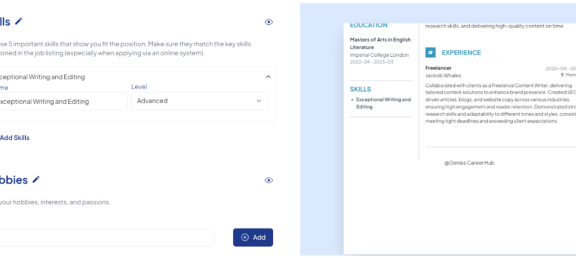 lls
se 5 important skills that show you fit the position. Make sure they match the key skills
ioned in the job listing (especially when applying via an online system).
ceptional Writing and Editing
me
Level
xceptional Writing and Editing
Advanced
Add Skills
bbies
your hobbies, interests, and passions.
Add
EDUCATION
Masters of Arts in English
Literature
Imperial College London
2022-09 - 2023-03
SKILLS
• Exceptional Writing and
Editing
research skills, and delivering high-quality content on time.
EXPERIENCE
Freelancer
2020-04 - 20
Jackob Whales
Collaborated with clients as a Freelance Content Writer, delivering
tailored content solutions to enhance brand presence. Created SEO
driven articles, blogs, and website copy across various industries,
ensuring high engagement and reader retention. Demonstrated stro
research skills and adaptability to different tones and styles, consist
meeting tight deadlines and exceeding client expectations.
@Genies Career Hub